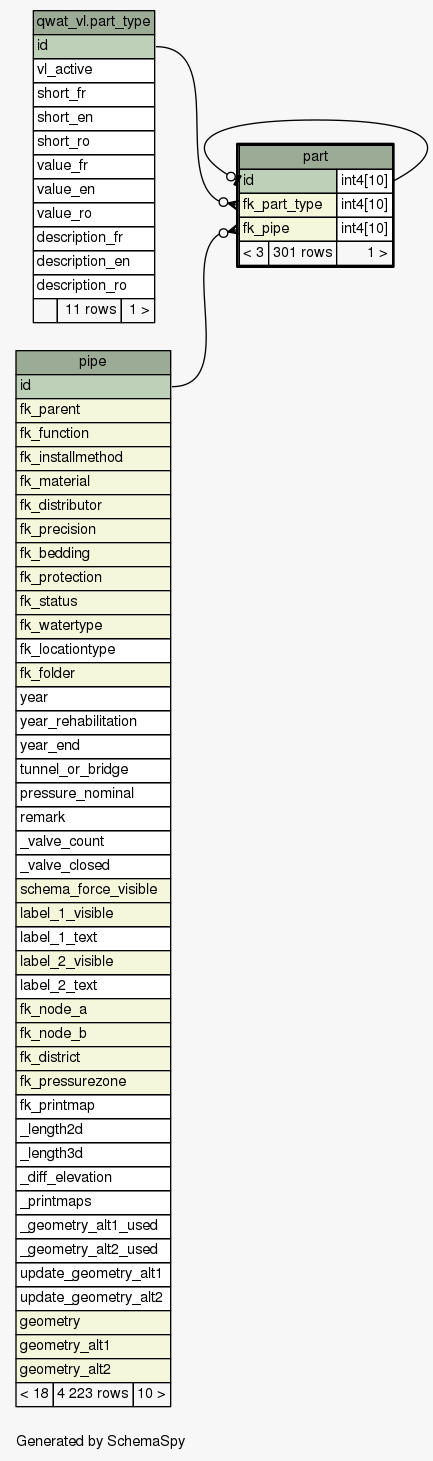 qwat_vl.part_type
id
vl_active
short_fr
short_en
short_ro
value_fr
value_en
value_ro
description_fr
description_en
description_ro
11 rows 1 >
part
id int4[10]
fk_part_type int4[10]
fk_pipe int4[10]
< 3 301 rows 1 >
pipe
id
fk_parent
fk_function
fk_installmethod
fk_material
fk_distributor
fk_precision
fk_bedding
fk_protection
fk_status
fk_watertype
fk_locationtype
fk_folder
year
year_rehabilitation
year_end
tunnel_or_bridge
pressure_nominal
remark
_valve_count
_valve_closed
schema_force_visible
label_1_visible
label_1_text
label_2_visible
label_2_text
fk_node_a
fk_node_b
fk_district
fk_pressurezone
fk_printmap
_length2d
_length3d
_diff_elevation
_printmaps
_geometry_alt1_used
_geometry_alt2_used
update_geometry_alt1
update_geometry_alt2
geometry
geometry_alt1
geometry_alt2
< 18 4 223 rows 10 >
Generated by SchemaSpy